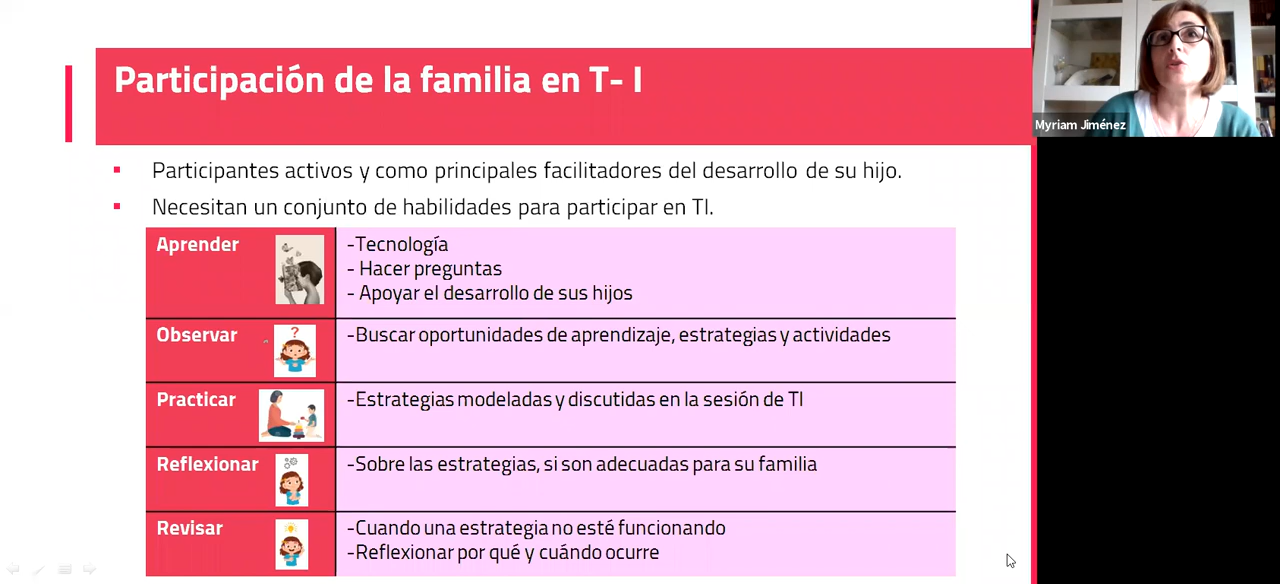 Participación de la familia en T- I
Myriam Jiménez
Participantes activos y como principales facilitadores del desarrollo de su hijo.
Necesitan un conjunto de habilidades para participar en TI.
Aprender
-Tecnología
- Hacer preguntas
- Apoyar el desarrollo de sus hijos
Observar
?
-Buscar oportunidades de aprendizaje, estrategias y actividades
Practicar
-Estrategias modeladas y discutidas en la sesión de TI
Reflexionar
-Sobre las estrategias, si son adecuadas para su familia
Revisar
-Cuando una estrategia no esté funcionando
-Reflexionar por qué y cuándo ocurre